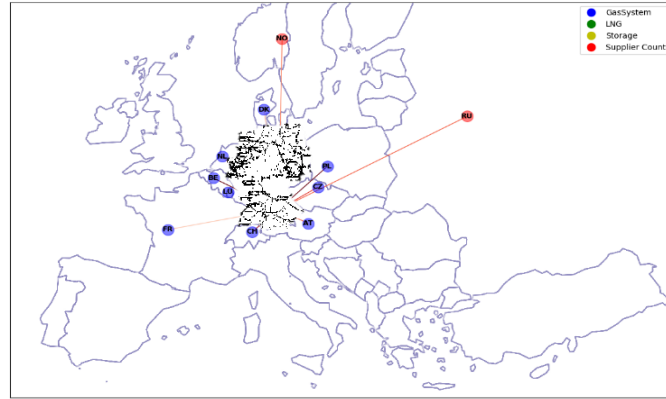 GasSystem
LNG
Storage
Supplier Count
NO
DK
RU
NL
PL
BE
CZ
LU
AT
FR
CH